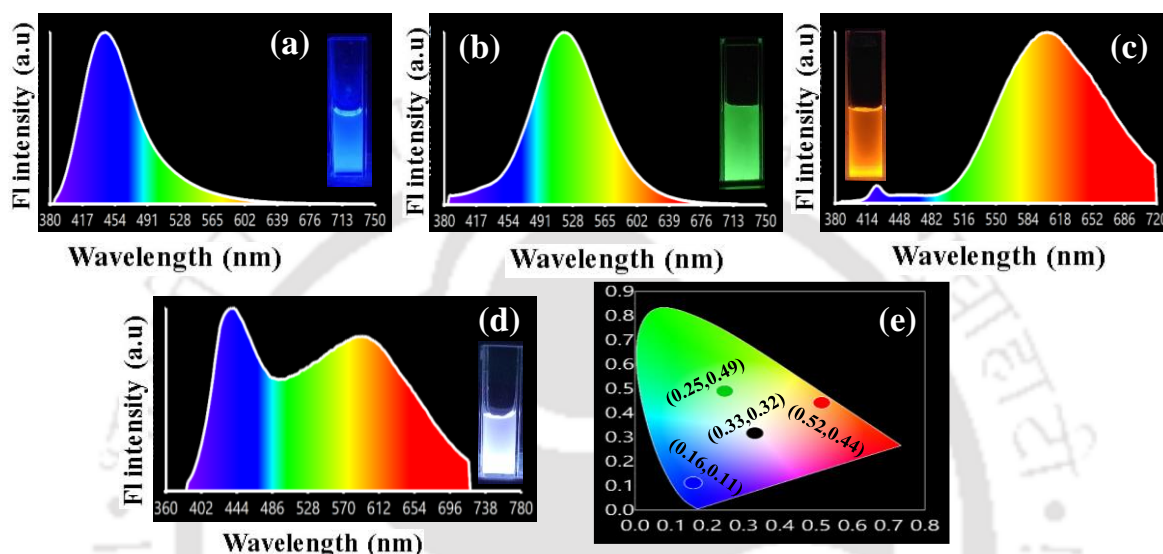 Fl intensity (a.u)
(a)
380 417 454 491 528 565 602 639 676 713 750
Wavelength (nm)
Fl intensity (a.u)
(b)
380 417 454 491 528 565 602 639 676 713 750
Wavelength (nm)
Fl intensity (a.u)
(c)
380 414 448 482 516 550 584 618 652 686 720
Wavelength (nm)
Fl intensity (a.u)
(d)
360 402 444 486 528 570 612 654 696 738 780
Wavelength (nm)
(e)
0.9
0.8
0.7
0.6
0.5
0.4
0.3
0.2
0.1
0.0
(0.25,0.49)
(0.33,0.32)
(0.52,0.44)
(0.16,0.11)
0.0 0.1 0.2 0.3 0.4 0.5 0.6 0.7 0.8